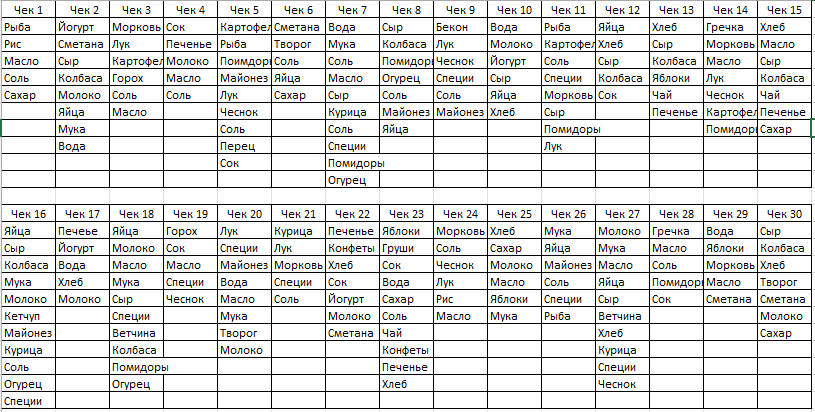 Чек 1 Чек 2 Чек 3 Чек 4 Чек 5 Чек 6 Чек 7 Чек 8 Чек 9 Чек 10 Чек 11 Чек 12 Чек 13 Чек 14 Чек 15
Рыба Йогурт Морковь Сок Картофел Сметана Вода Сыр Бекон Вода Рыба Яйца Хлеб Гречка Хлеб
Рис Сметана Лук Печенье Рыба Творог Мука Колбаса Лук Молоко Картофел Хлеб Сыр Морковь Масло
Масло Сыр Картофел Молоко Поимдоры Соль Соль Помидор Чеснок Йогурт Соль Сыр Колбаса Масло Сыр
Соль Колбаса Горох Масло Майонез Яйца Масло Огурец Специи Сыр Специи Колбаса Яблоки Лук Колбаса
Сахар Молоко Соль Соль Лук Сахар Сыр Соль Соль Яйца Морковь Сок Чай Чеснок Чай
Яйца Масло Чеснок Курица Майонез Майонез Хлеб Сыр Печенье Картофел Печенье
Мука Соль Соль Яйца Помидоры Помидоры Сахар
Вода Перец Специи Лук
Сок Помидоры
Огурец
Чек 16 Чек 17 Чек 18 Чек 19 Чек 20 Чек 21 Чек 22 Чек 23 Чек 24 Чек 25 Чек 26 Чек 27 Чек 28 Чек 29 Чек 30
Яйца Печеье Яйца Горох Лук Курица Печенье Яблоки Морковь Хлеб Мука Молоко Гречка Вода Сыр
Сыр Йогурт Молоко Сок Специи Лук Конфеты Груши Соль Сахар Яйца Мука Масло Яблоки Колбаса
Колбаса Вода Масло Масло Майонез Морковь Хлеб Сок Чеснок Молоко Майонез Масло Соль Морковь Хлеб
Мука Хлеб Мука Специи Вода Специи Сок Вода Лук Масло Соль Яйца Помидоры Масло Творог
Молоко Молоко Сыр Чеснок Масло Соль Йогурт Сахар Рис Яблоки Специи Сыр Сок Сметана Сметана
Кетчуп Специи Мука Молоко Соль Масло Мука Рыба Ветчина Молоко
Майонез Ветчина Творог Сметана Чай Хлеб Сахар
Курица Колбаса Молоко Конфеты Курица
Соль Помидоры Печенье Специи
Огурец Огурец Хлеб Чеснок
Специи